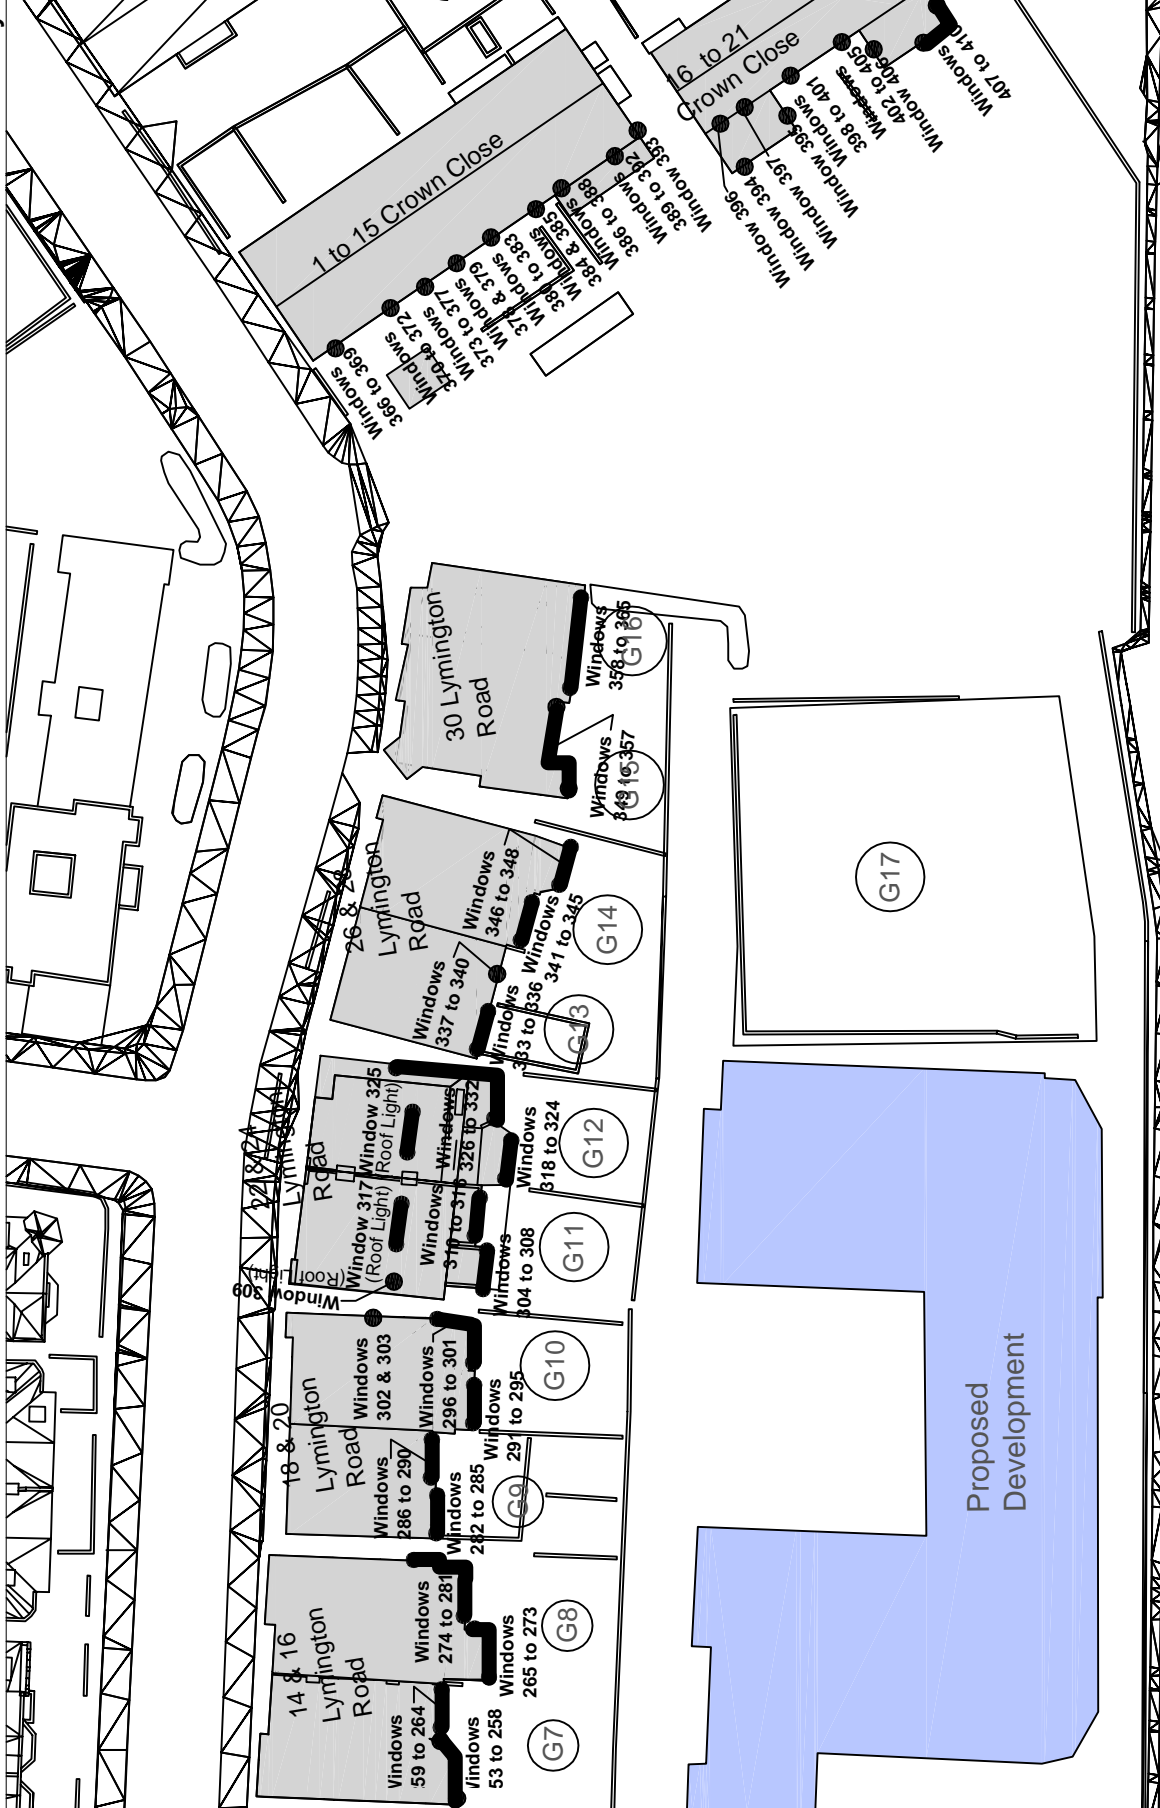 16 to 21
Crown Close
Windows
407 to 410
Window 406
Windows
402 to 405
Windows
398 to 401
Window 395
Window 397
Window 394
Window 396
1 to 15 Crown Close
Window 393
Windows
389 to 392
Windows
386 to 388
Windows
384 & 385
Windows
380 to 383
Windows
378 & 379
Windows
373 to 377
Windows
370 to 372
Windows
366 to 369
30 Lymington
Road
Windows
358 to 365
G16
Windows
349 to 357
G15
26 & 28
Lymington
Road
Windows
346 to 348
Windows
341 to 345
G14
Windows
337 to 340
Windows
333 to 336
G13
G17
22 & 24
Lymington
Road
Window 325
(Roof Light)
Windows
326 to 332
Windows
318 to 324
G12
Window 317
(Roof Light)
Windows
310 to 316
Windows
304 to 308
G11
Window 309
(Roof Light)
18 & 20
Lymington
Road
Windows
302 & 303
Windows
296 to 301
Windows
291 to 295
G10
Windows
286 to 290
Windows
282 to 285
G9
14 & 16
Lymington
Road
Windows
274 to 281
Windows
265 to 273
G8
Windows
59 to 264
Windows
53 to 258
G7
Proposed
Development